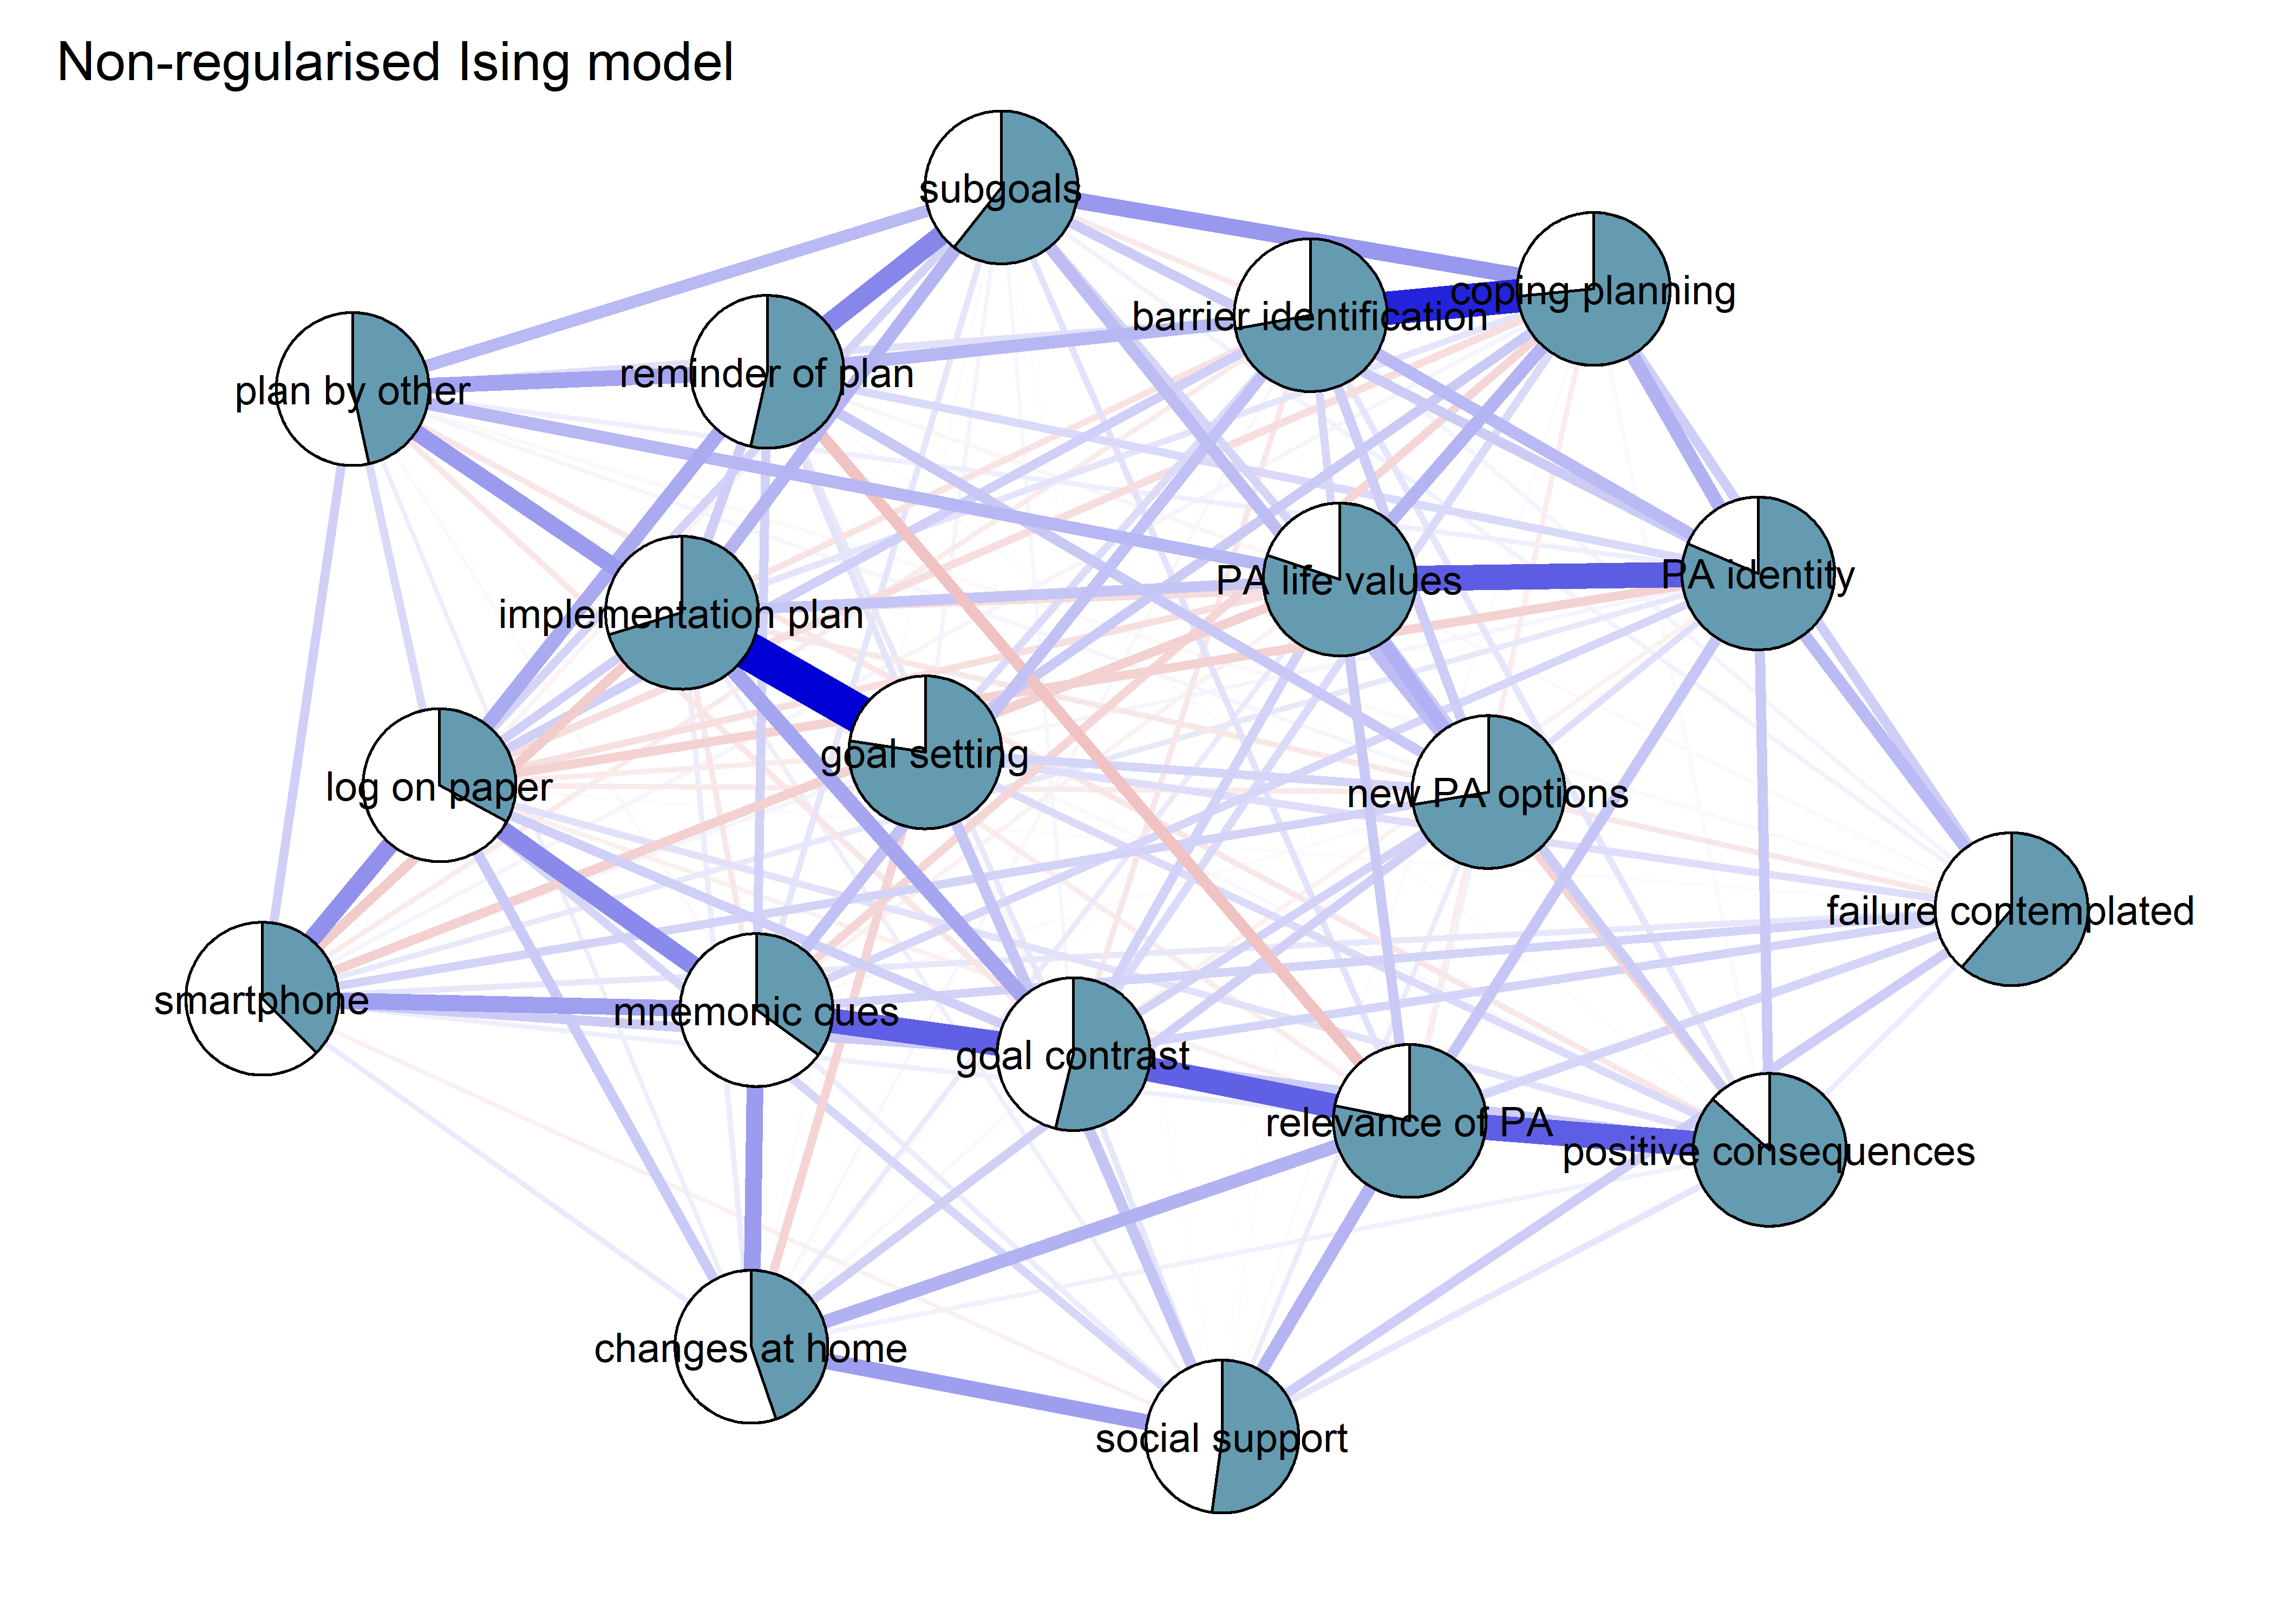 Non-regularised Ising model
subgoals
coping planning
barrier identification
reminder of plan
plan by other
PA life values
PA identity
implementation plan
goal setting
log on paper
new PA options
failure contemplated
smartphone
mnemonic cues
goal contrast
relevance of PA
positive consequences
changes at home
social support